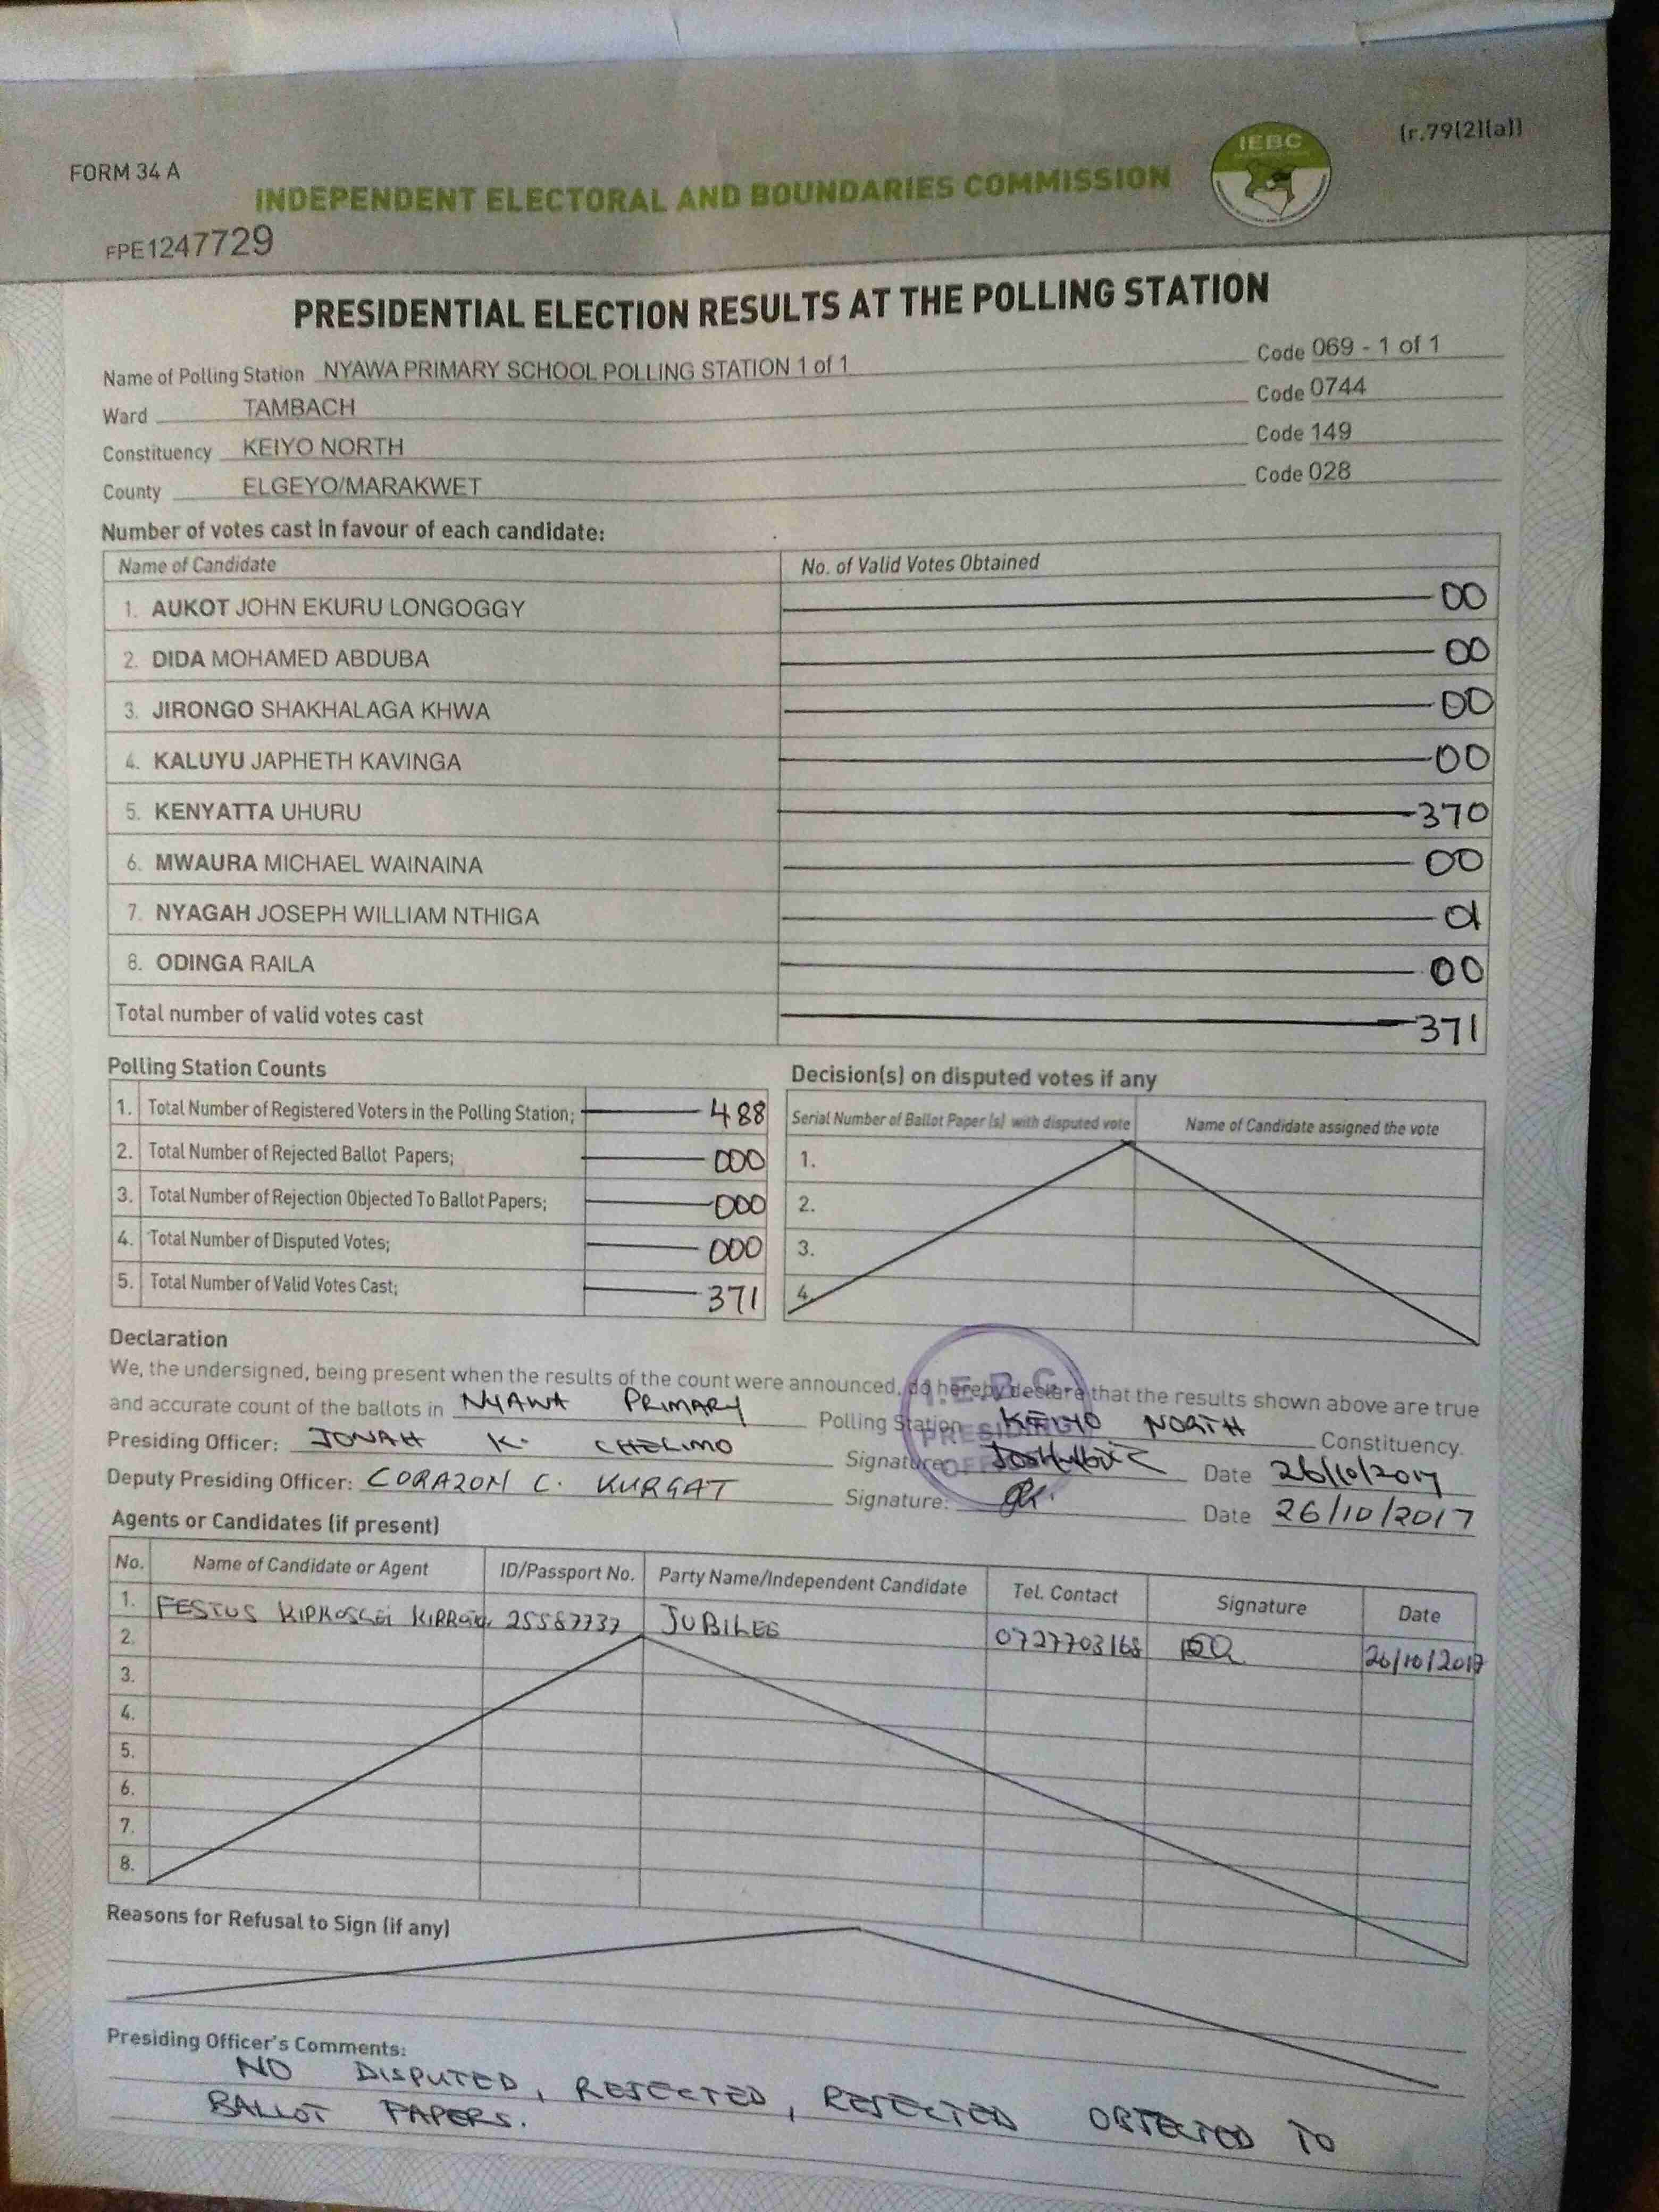 (r.79(2)(a))
IEBC
FORM 34 A
INDEPENDENT ELECTORAL AND BOUNDARIES COMMISSION
FPE1247729
PRESIDENTIAL ELECTION RESULTS AT THE POLLING STATION
Name of Polling Station NYAWA PRIMARY SCHOOL POLLING STATION 1 of 1 Code 069 - 1 of 1
Ward TAMBACH Code 0744
Constituency KEIYO NORTH Code 149
County ELGEYO/MARAKWET Code 028
Number of votes cast in favour of each candidate:
Name of Candidate No. of Valid Votes Obtained
1. AUKOT JOHN EKURU LONGOGGY 00
2. DIDA MOHAMED ABDUBA 00
3. JIRONGO SHAKHALAGA KHWA 00
4. KALUYU JAPHETH KAVINGA 00
5. KENYATTA UHURU 370
6. MWAURA MICHAEL WAINAINA 00
7. NYAGAH JOSEPH WILLIAM NTHIGA 01
8. ODINGA RAILA 00
Total number of valid votes cast 371
Polling Station Counts
1. Total Number of Registered Voters in the Polling Station; 488
2. Total Number of Rejected Ballot Papers; 000
3. Total Number of Rejection Objected To Ballot Papers; 000
4. Total Number of Disputed Votes; 000
5. Total Number of Valid Votes Cast; 371
Decision(s) on disputed votes if any
Serial Number of Ballot Paper (s) with disputed vote Name of Candidate assigned the vote
1.
2.
3.
4.
Declaration
We, the undersigned, being present when the results of the count were announced, do hereby declare that the results shown above are true
and accurate count of the ballots in NYAWA PRIMARY Polling Station KEIYO NORTH Constituency.
Presiding Officer: JONAH K. CHELIMO Signature: Date 26/10/2017
Deputy Presiding Officer: CORAZON C. KURGAT Signature: Date 26/10/2017
I.E.B.C
PRESIDING
OFFICER
Agents or Candidates (if present)
No. Name of Candidate or Agent ID/Passport No. Party Name/Independent Candidate Tel. Contact Signature Date
1. FESTUS KIPKOSGEI 25587737 JUBILEE 0727703168 26/10/2017
2.
3.
4.
5.
6.
7.
8.
Reasons for Refusal to Sign (if any)
Presiding Officer's Comments:
NO DISPUTED, REJECTED, REJECTED OBJECTED TO
BALLOT PAPERS.